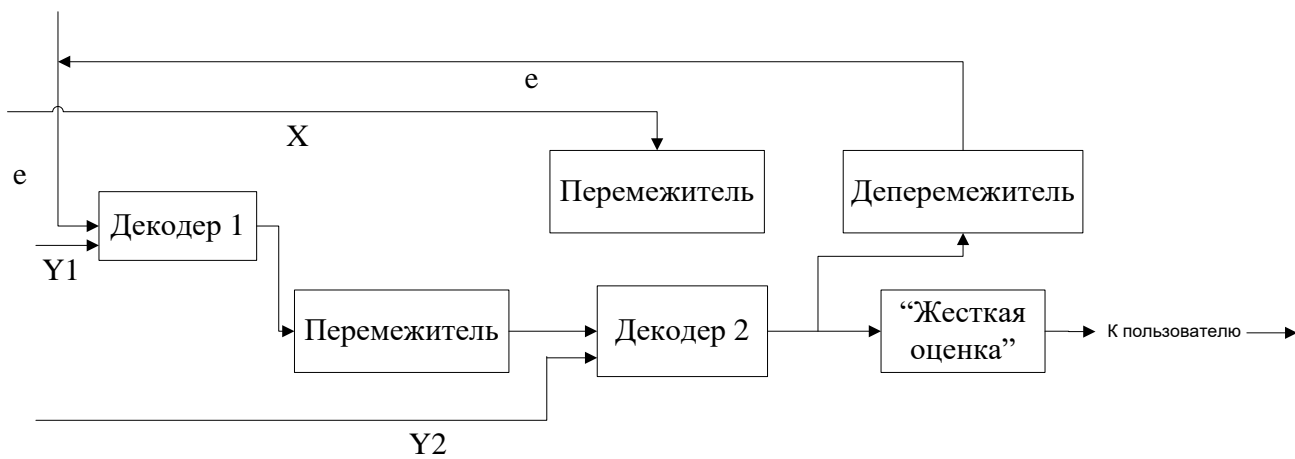 e
X
e
Перемежитель
Деперемежитель
Декодер 1
Y1
Перемежитель
Декодер 2
“Жесткая
оценка”
К пользователю
Y2